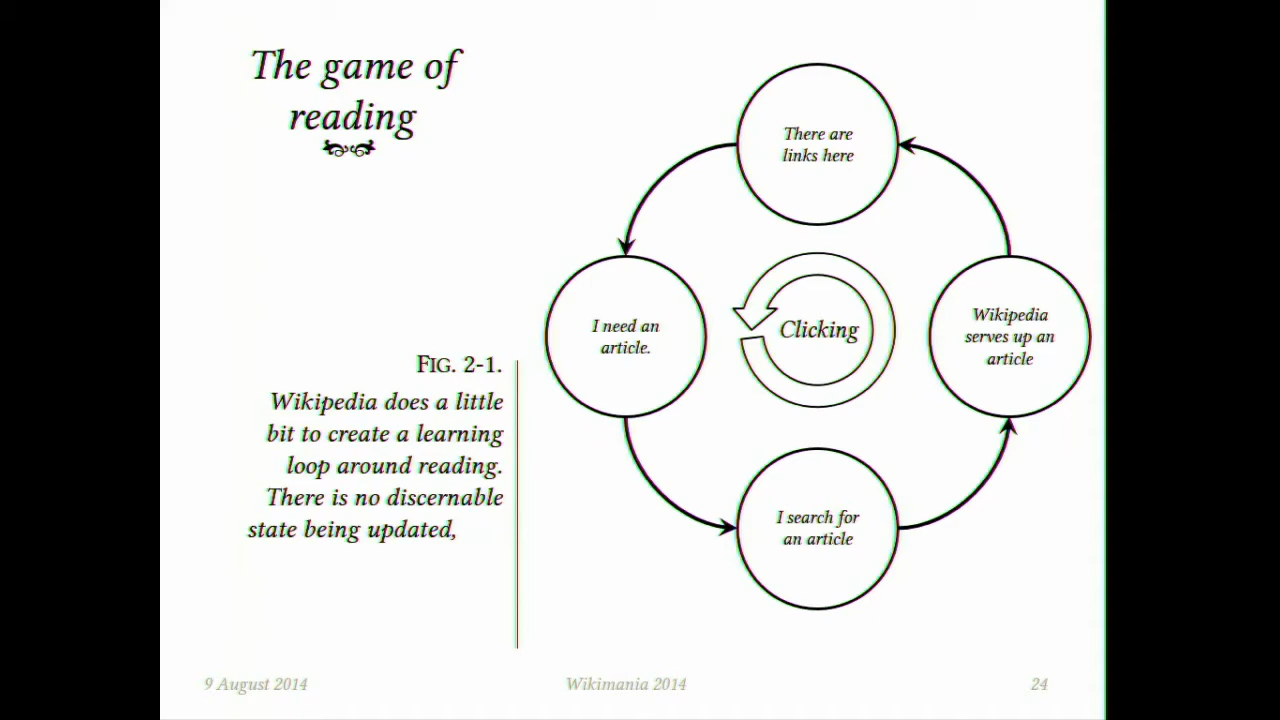 The game of
reading
FIG. 2-1.
Wikipedia does a little
bit to create a learning
loop around reading.
There is no discernable
state being updated,
There are
links here
I need an
article.
Clicking
Wikipedia
serves up an
article
I search for
an article
9 August 2014
Wikimania 2014
24